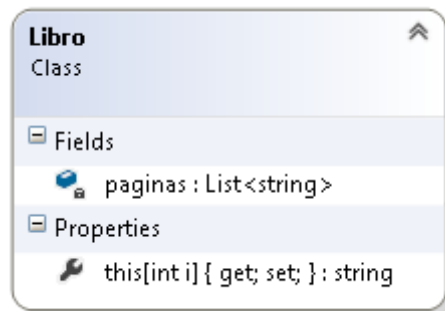 Libro
Class
Fields
paginas : List<string>
Properties
this[int i] { get; set; } : string